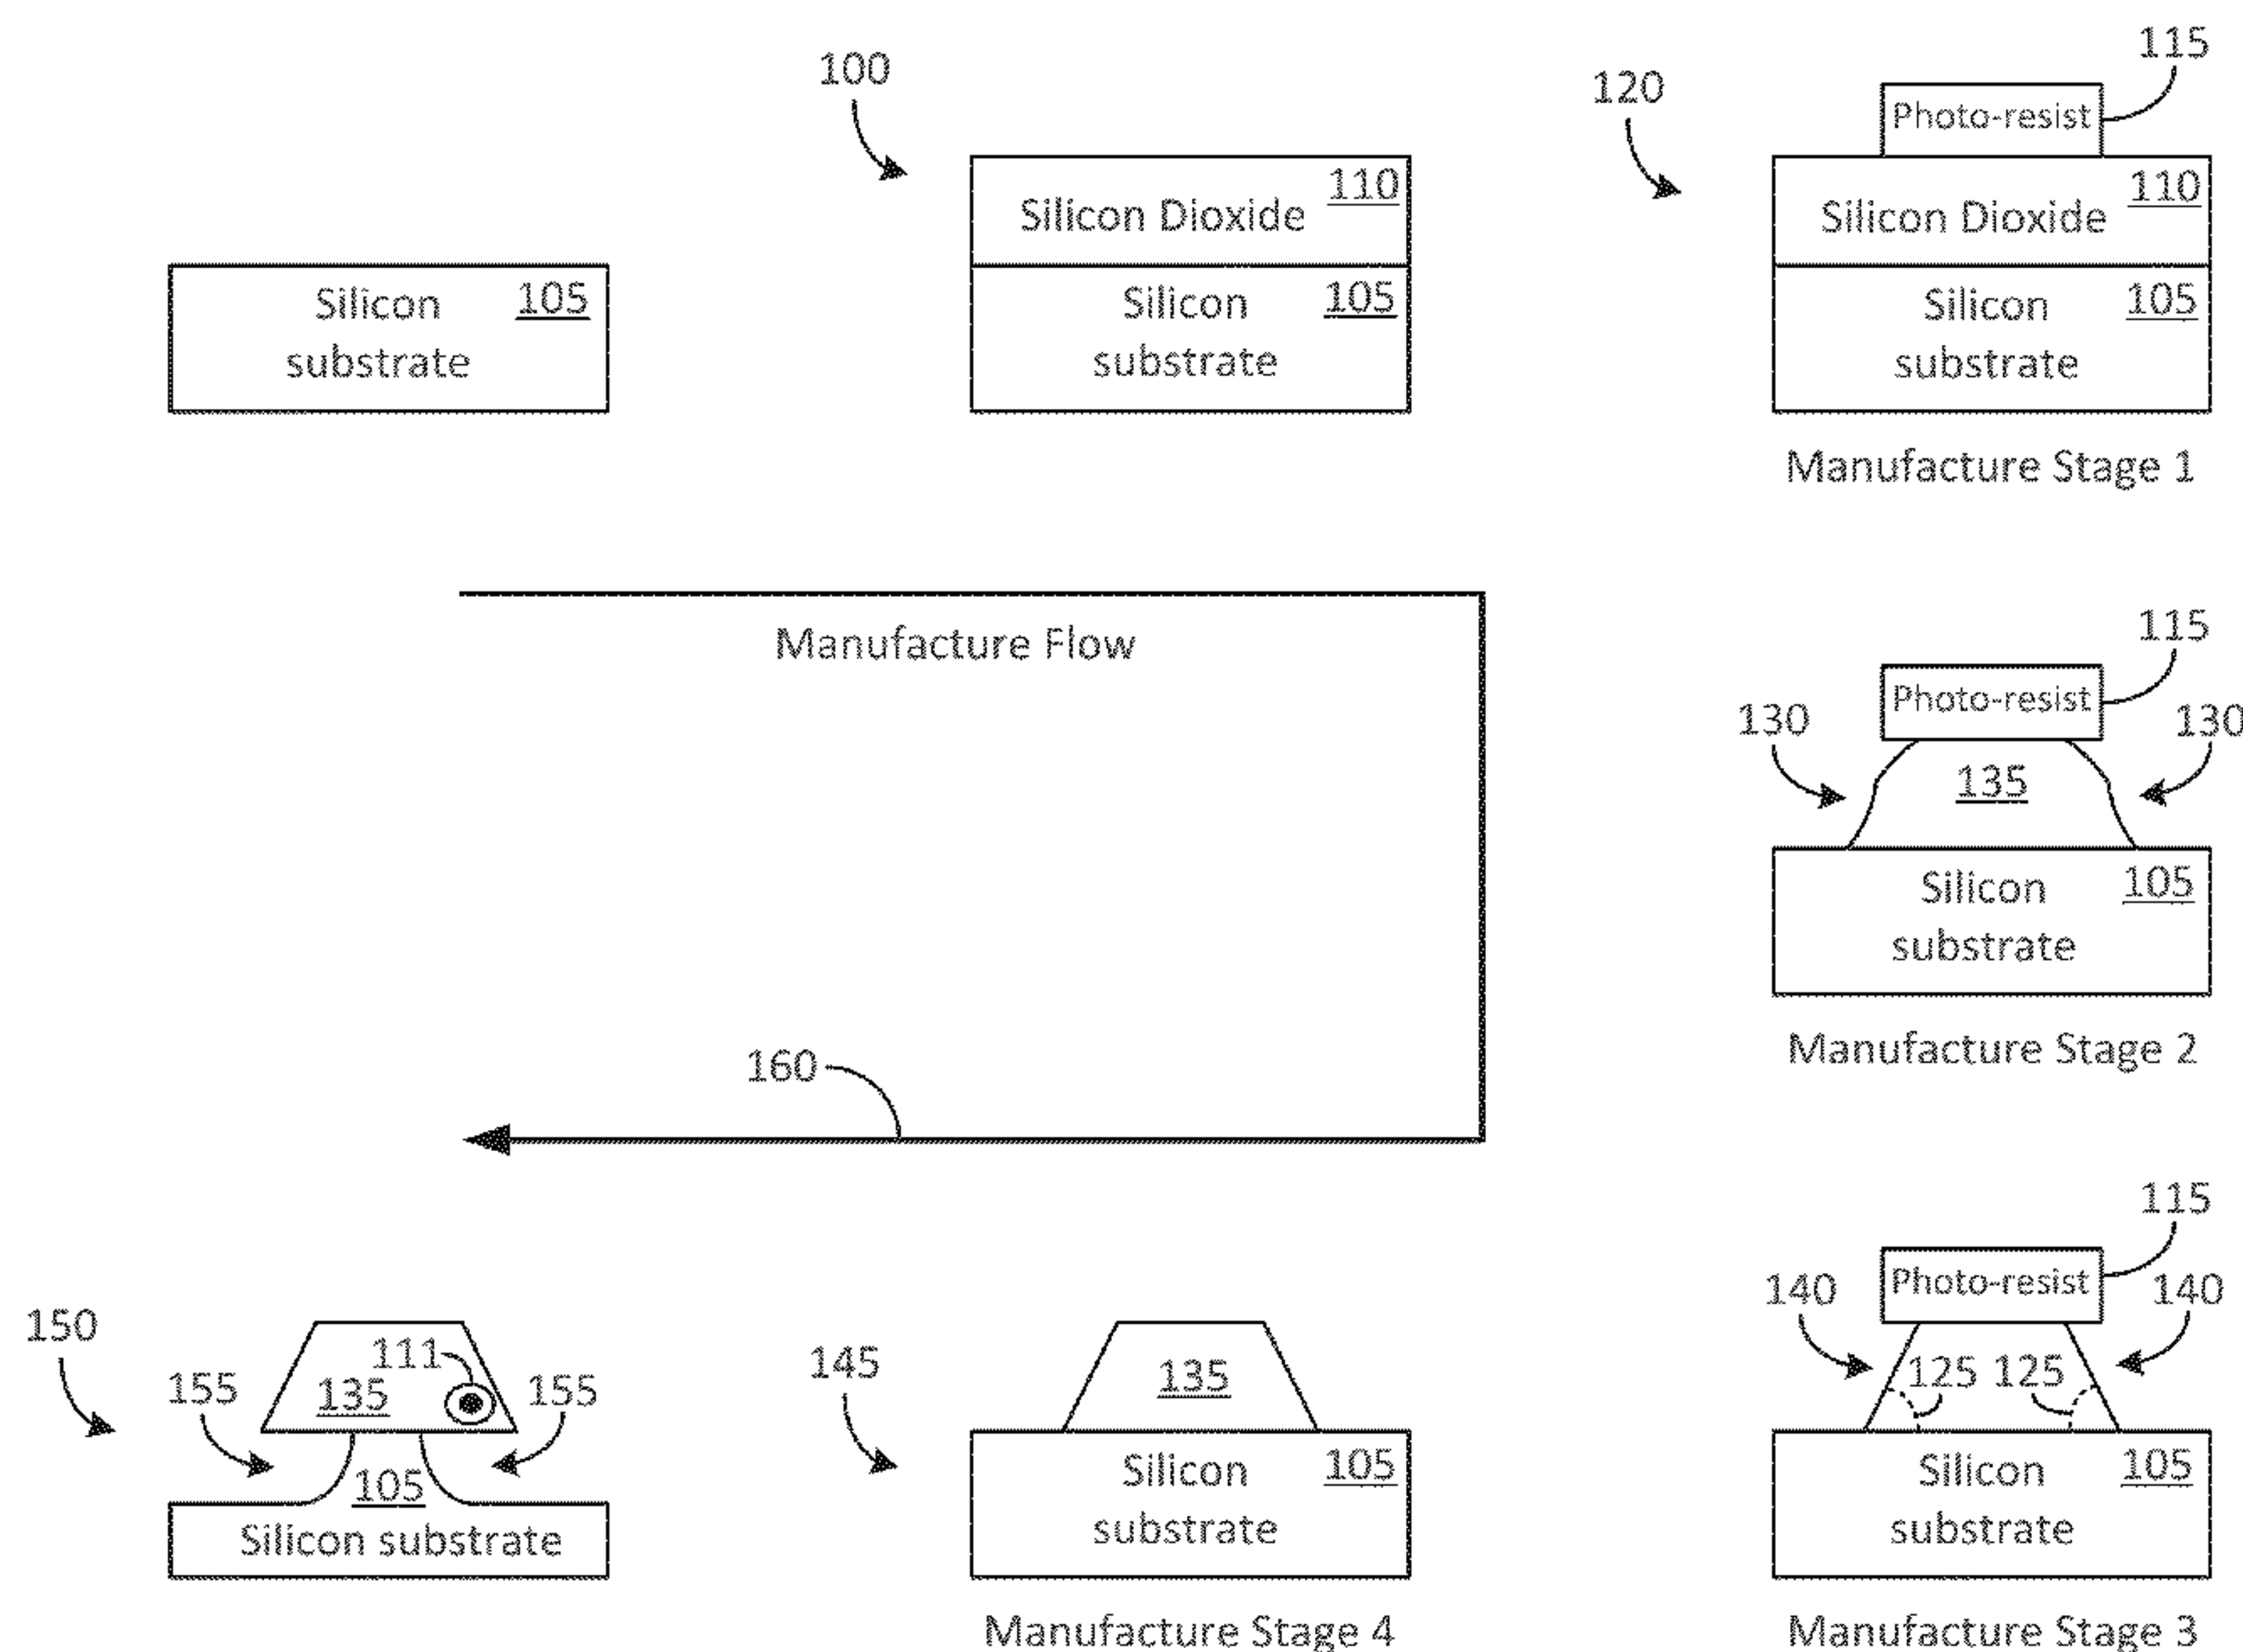 100
120
115
Photo-resist
Silicon Dioxide 110
Silicon Dioxide 110
Silicon 105
substrate
Silicon 105
substrate
Silicon 105
substrate
Manufacture Stage 1
Manufacture Flow
115
Photo-resist
130
130
135
Silicon 105
substrate
Manufacture Stage 2
160
150
155
111
135
155
105
Silicon substrate
145
135
Silicon 105
substrate
Manufacture Stage 4
115
Photo-resist
140
140
125 125
Silicon 105
substrate
Manufacture Stage 3